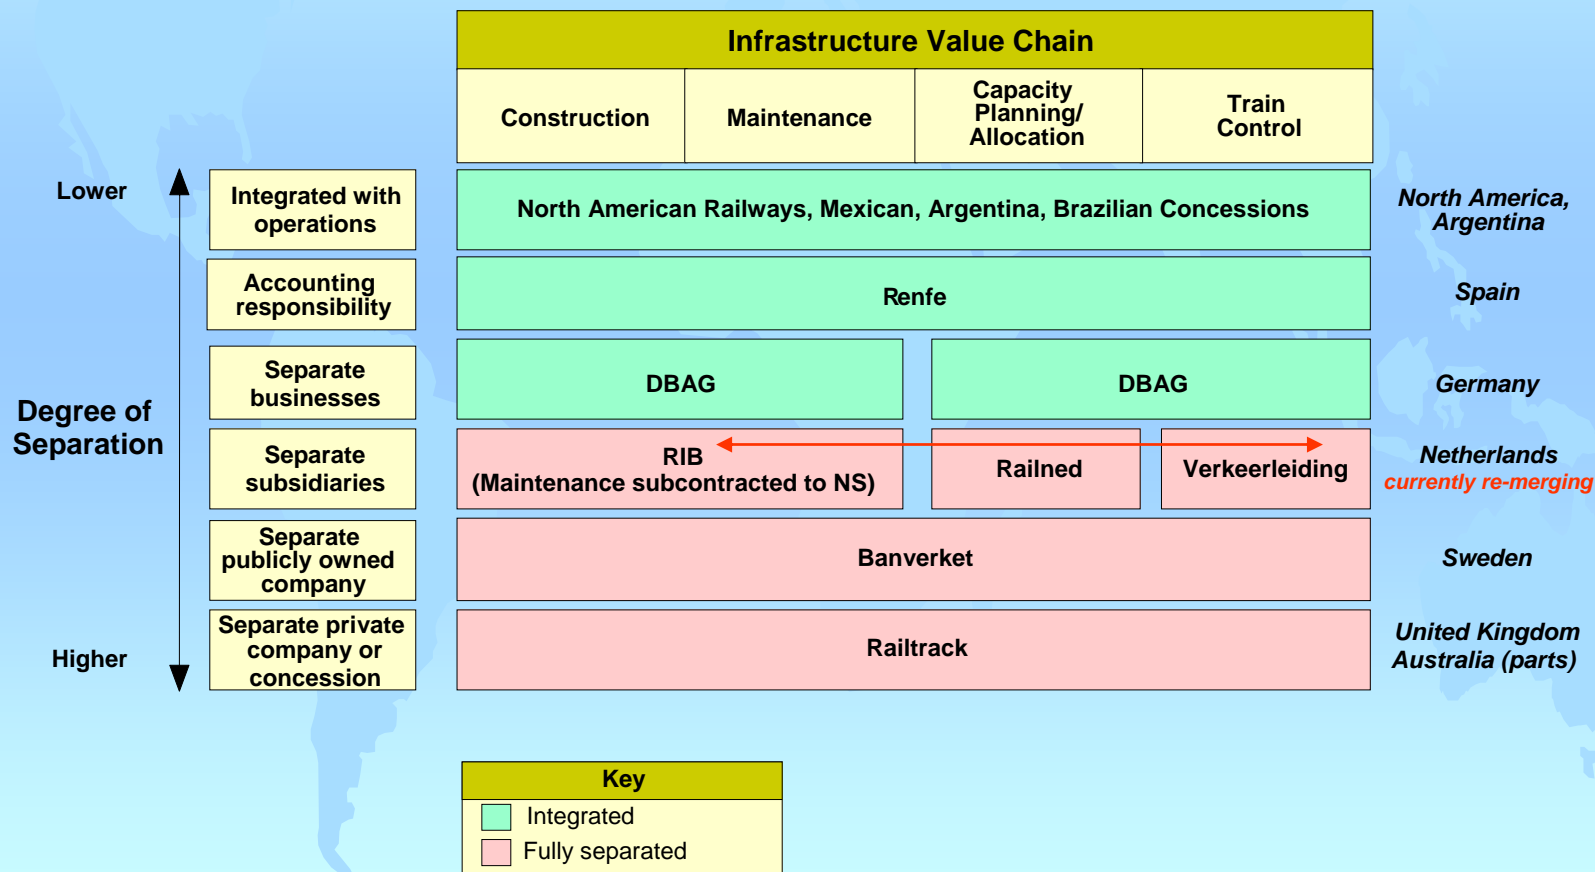 Infrastructure Value Chain
Construction
Maintenance
Capacity
Planning/
Allocation
Train
Control
Lower
Integrated with
operations
North American Railways, Mexican, Argentina, Brazilian Concessions
North America,
Argentina
Accounting
responsibility
Renfe
Spain
Separate
businesses
DBAG
DBAG
Germany
Degree of
Separation
Separate
subsidiaries
RIB
(Maintenance subcontracted to NS)
Railned
Verkeerleiding
Netherlands
currently re-merging
Separate
publicly owned
company
Banverket
Sweden
Higher
Separate private
company or
concession
Railtrack
United Kingdom
Australia (parts)
Key
Integrated
Fully separated